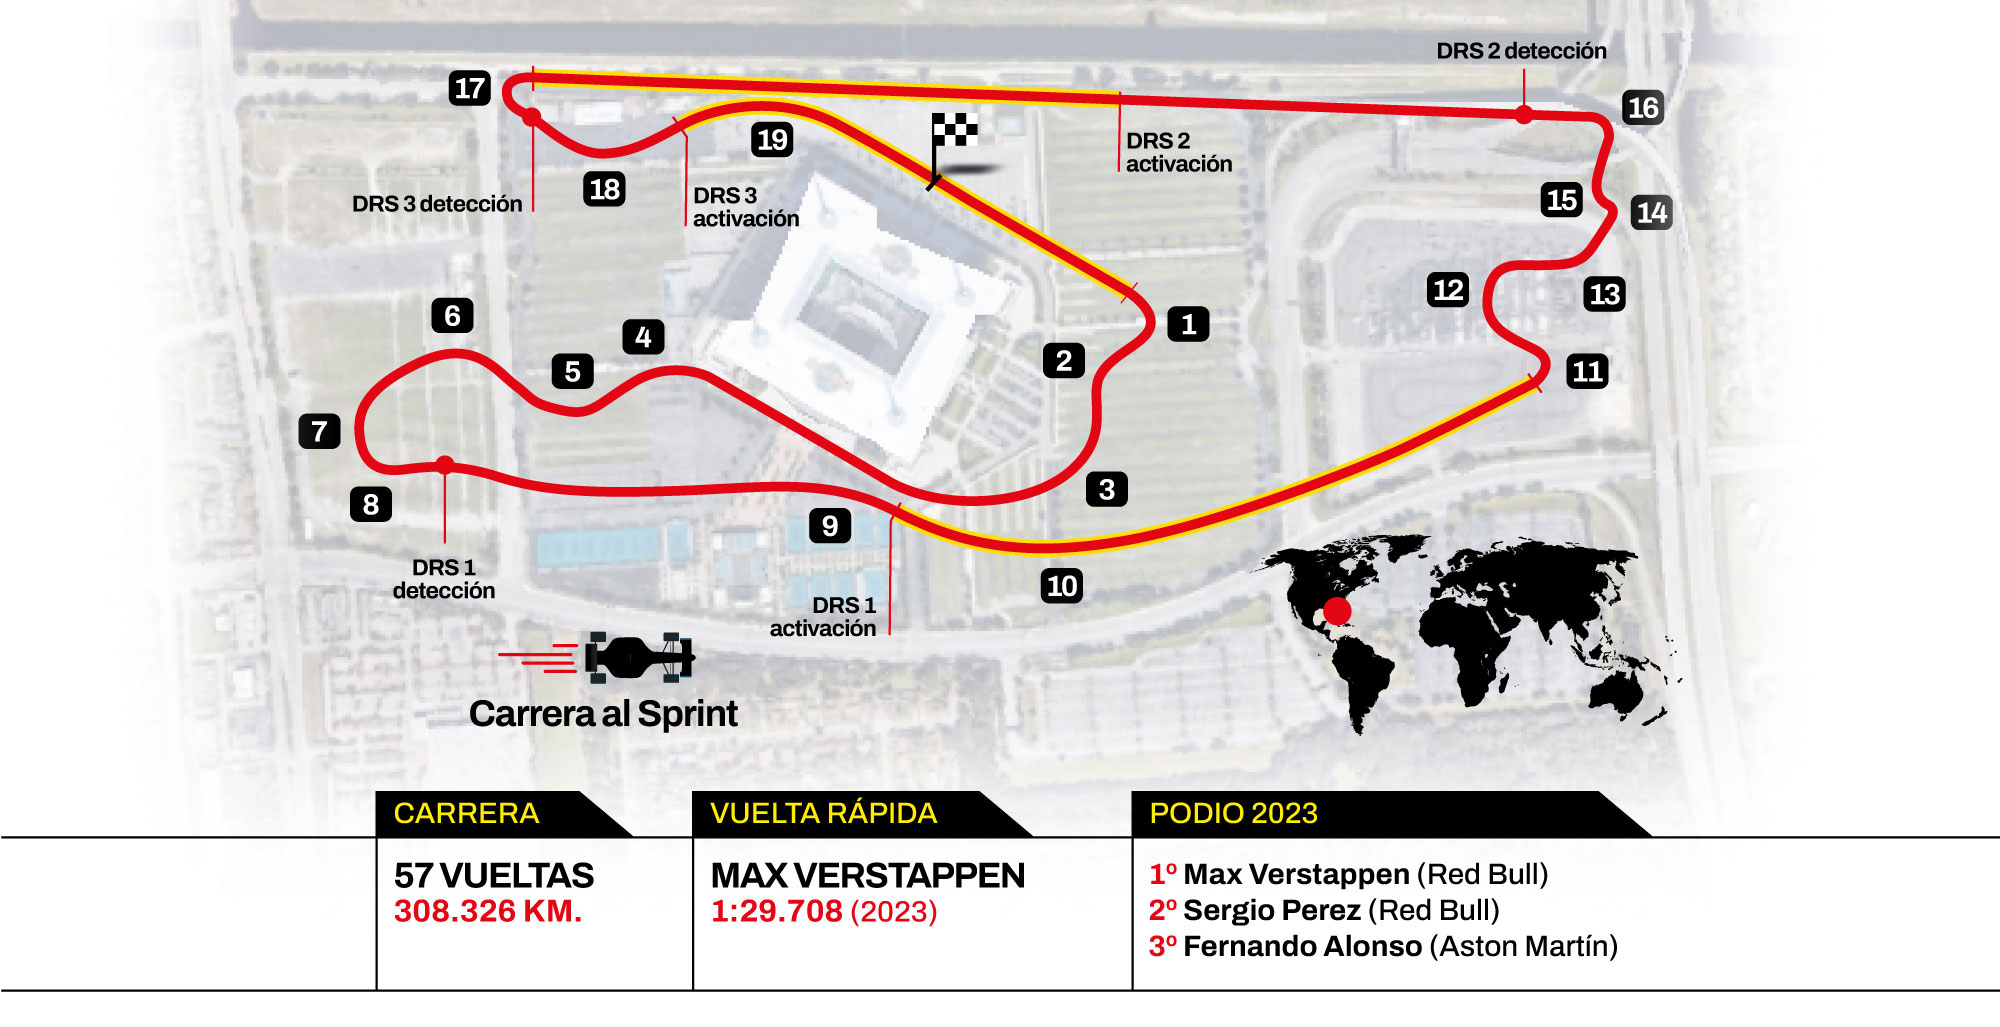 DRS 2 detección
17
16
19
DRS 2
activación
18
DRS 3 detección
DRS 3
activación
15
14
12
13
6
4
1
5
2
11
7
3
8
9
DRS 1
detección
10
DRS 1
activación
Carrera al Sprint
CARRERA
57 VUELTAS
308.326 KM.
VUELTA RÁPIDA
MAX VERSTAPPEN
1:29.708 (2023)
PODIO 2023
1º Max Verstappen (Red Bull)
2º Sergio Perez (Red Bull)
3º Fernando Alonso (Aston Martín)